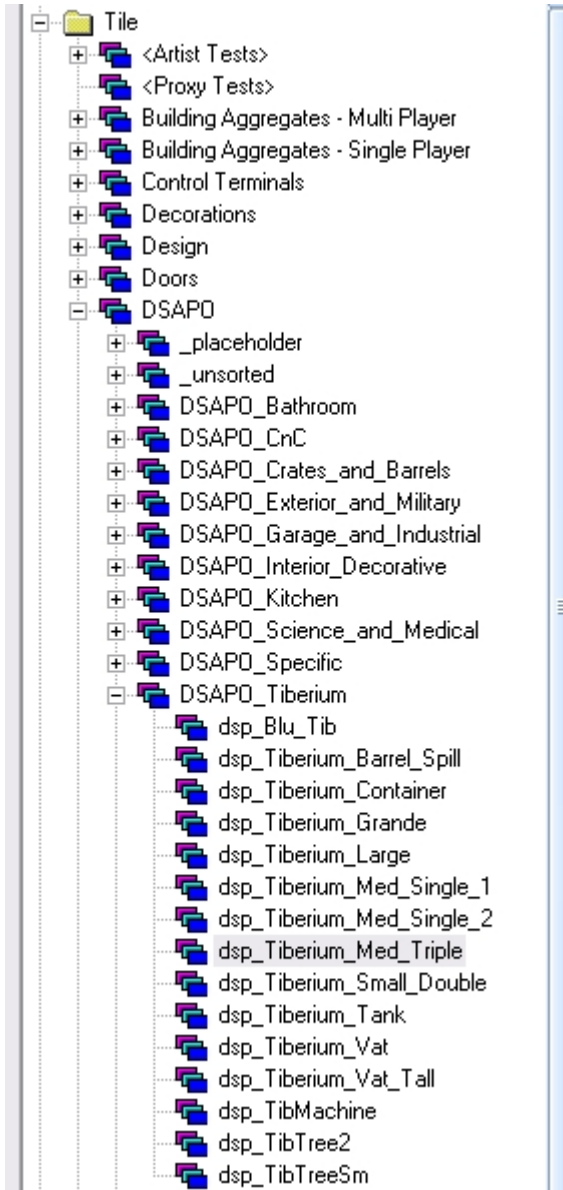 Tile
<Artist Tests>
<Proxy Tests>
Building Aggregates - Multi Player
Building Aggregates - Single Player
Control Terminals
Decorations
Design
Doors
DSAPO
_placeholder
_unsorted
DSAPO_Bathroom
DSAPO_CnC
DSAPO_Crates_and_Barrels
DSAPO_Exterior_and_Military
DSAPO_Garage_and_Industrial
DSAPO_Interior_Decorative
DSAPO_Kitchen
DSAPO_Science_and_Medical
DSAPO_Specific
DSAPO_Tiberium
dsp_Blu_Tib
dsp_Tiberium_Barrel_Spill
dsp_Tiberium_Container
dsp_Tiberium_Grande
dsp_Tiberium_Large
dsp_Tiberium_Med_Single_1
dsp_Tiberium_Med_Single_2
dsp_Tiberium_Med_Triple
dsp_Tiberium_Small_Double
dsp_Tiberium_Tank
dsp_Tiberium_Vat
dsp_Tiberium_Vat_Tall
dsp_TibMachine
dsp_TibTree2
dsp_TibTreeSm